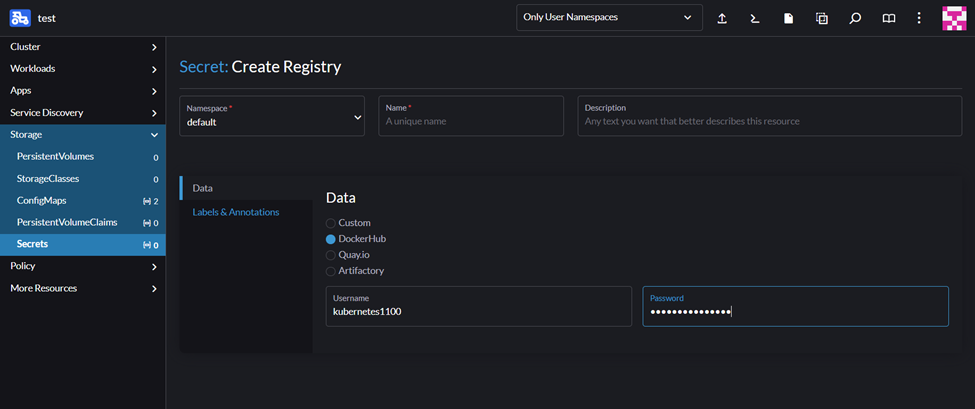 test
Only User Namespaces
Cluster
Workloads
Apps
Service Discovery
Storage
PersistentVolumes 0
StorageClasses 0
ConfigMaps 2
PersistentVolumeClaims 0
Secrets 0
Policy
More Resources
Secret: Create Registry
Namespace *
default
Name *
A unique name
Description
Any text you want that better describes this resource
Data
Labels & Annotations
Data
Custom
DockerHub
Quay.io
Artifactory
Username
kubernetes1100
Password
•••••••••••••••